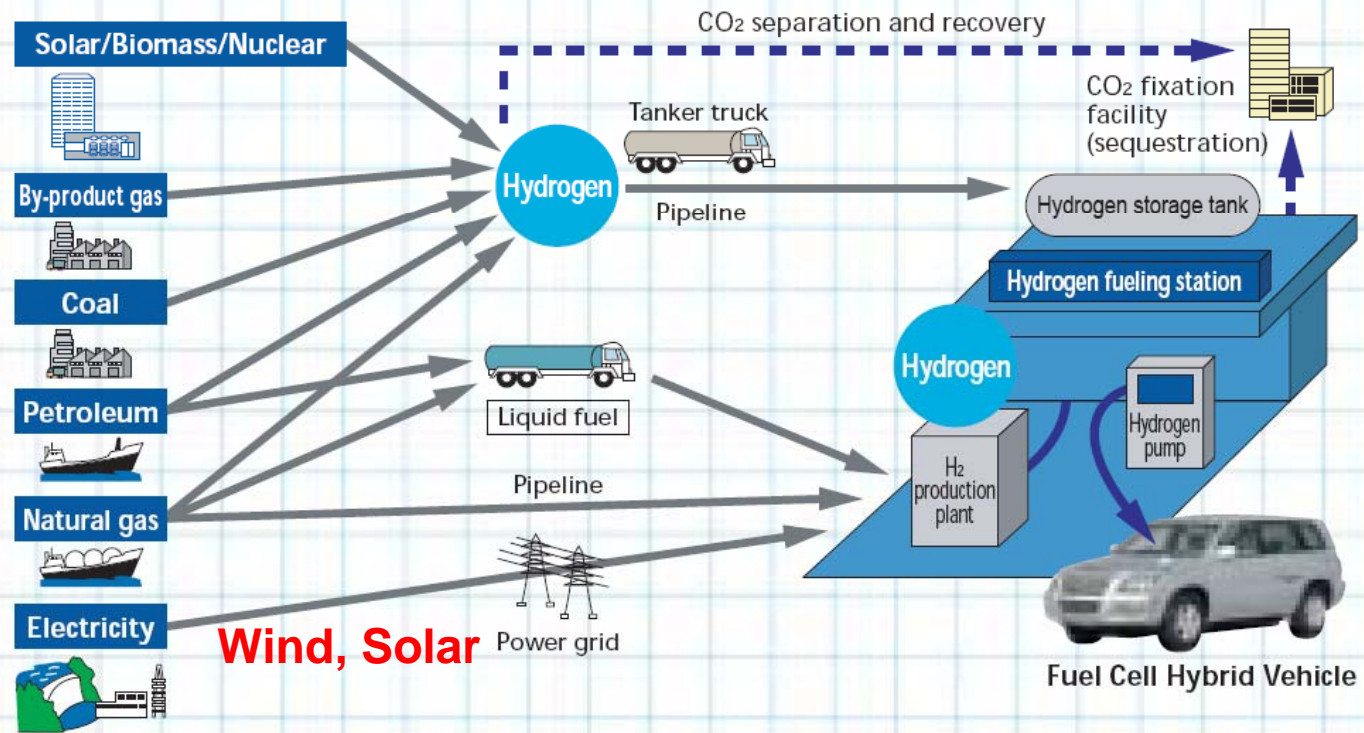 CO₂ separation and recovery
Solar/Biomass/Nuclear
CO₂ fixation
facility
(sequestration)
Tanker truck
By-product gas
Hydrogen
Pipeline
Hydrogen storage tank
Coal
Hydrogen fueling station
Hydrogen
Petroleum
Liquid fuel
Hydrogen
pump
H₂
production
plant
Pipeline
Natural gas
Electricity
Wind, Solar
Power grid
Fuel Cell Hybrid Vehicle